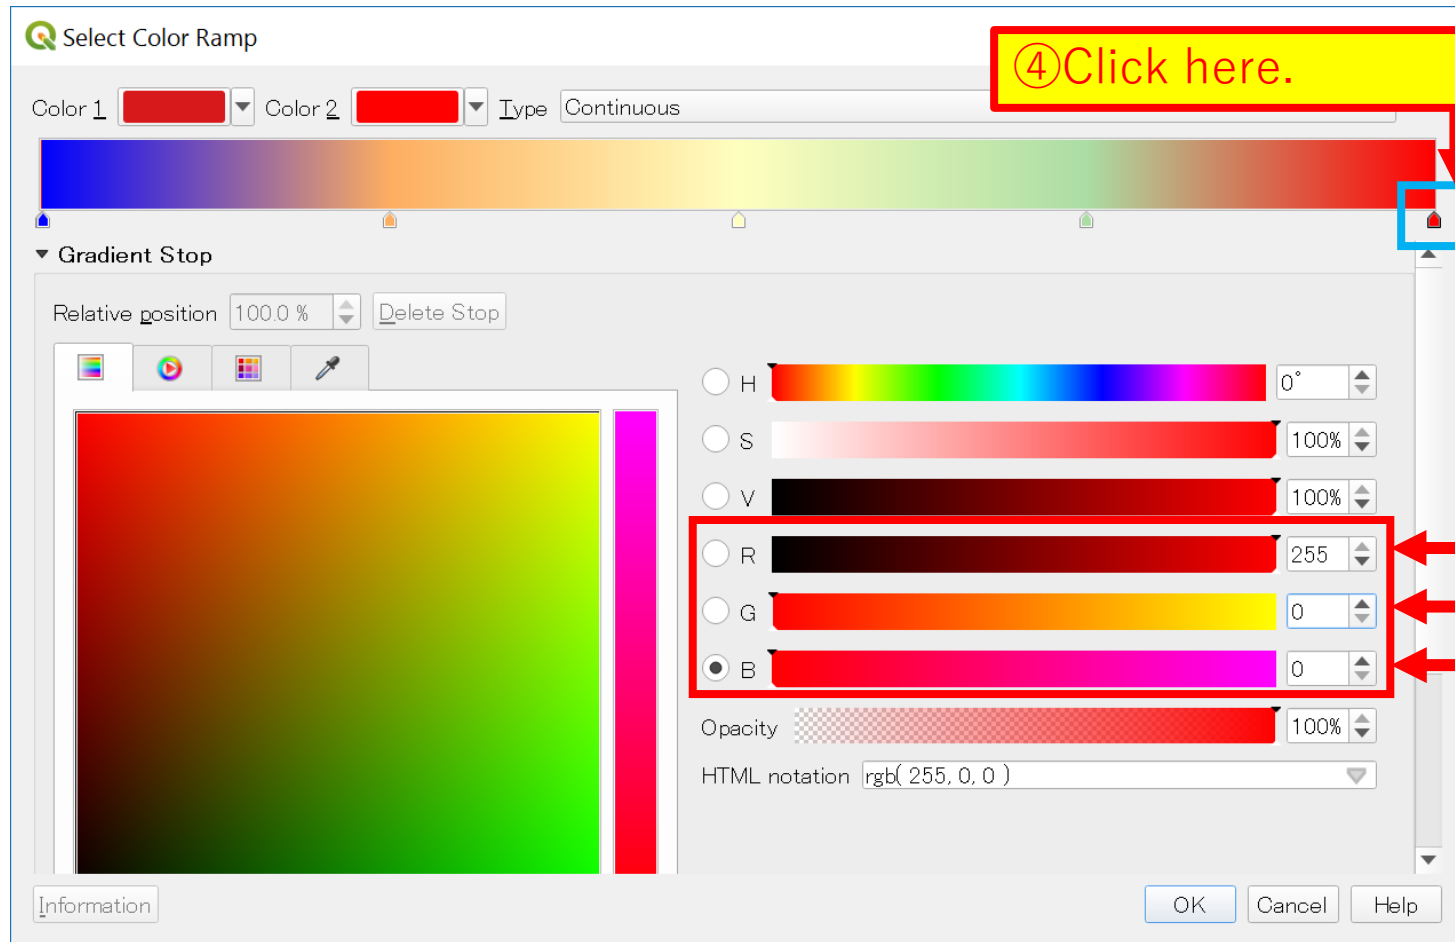 Select Color Ramp
④Click here.
Color 1 Color 2 Type Continuous
Gradient Stop
Relative position 100.0 % Delete Stop
H 0°
S 100%
V 100%
R 255
G 0
B 0
Opacity 100%
HTML notation rgb( 255, 0, 0 )
Information OK Cancel Help